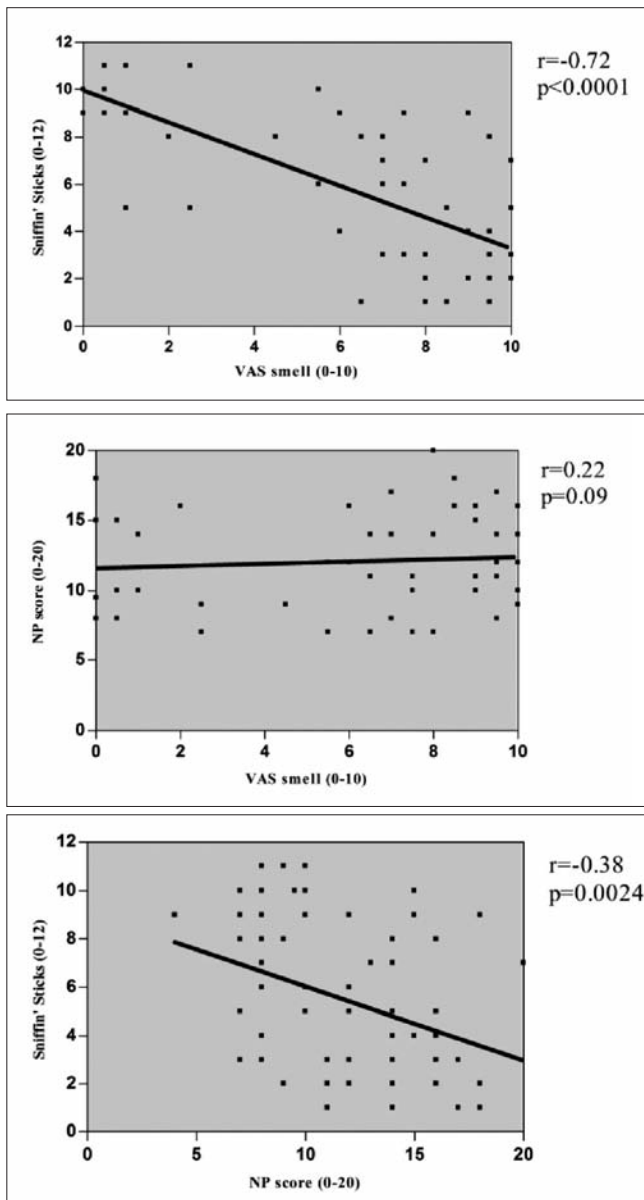 12
10
8
6
4
2
0
Sniffin' Sticks (0-12)
0 2 4 6 8 10
VAS smell (0-10)
r=-0.72
p<0.0001
20
15
10
5
0
NP score (0-20)
0 2 4 6 8 10
VAS smell (0-10)
r=0.22
p=0.09
12
10
8
6
4
2
0
Sniffin' Sticks (0-12)
0 5 10 15 20
NP score (0-20)
r=-0.38
p=0.0024